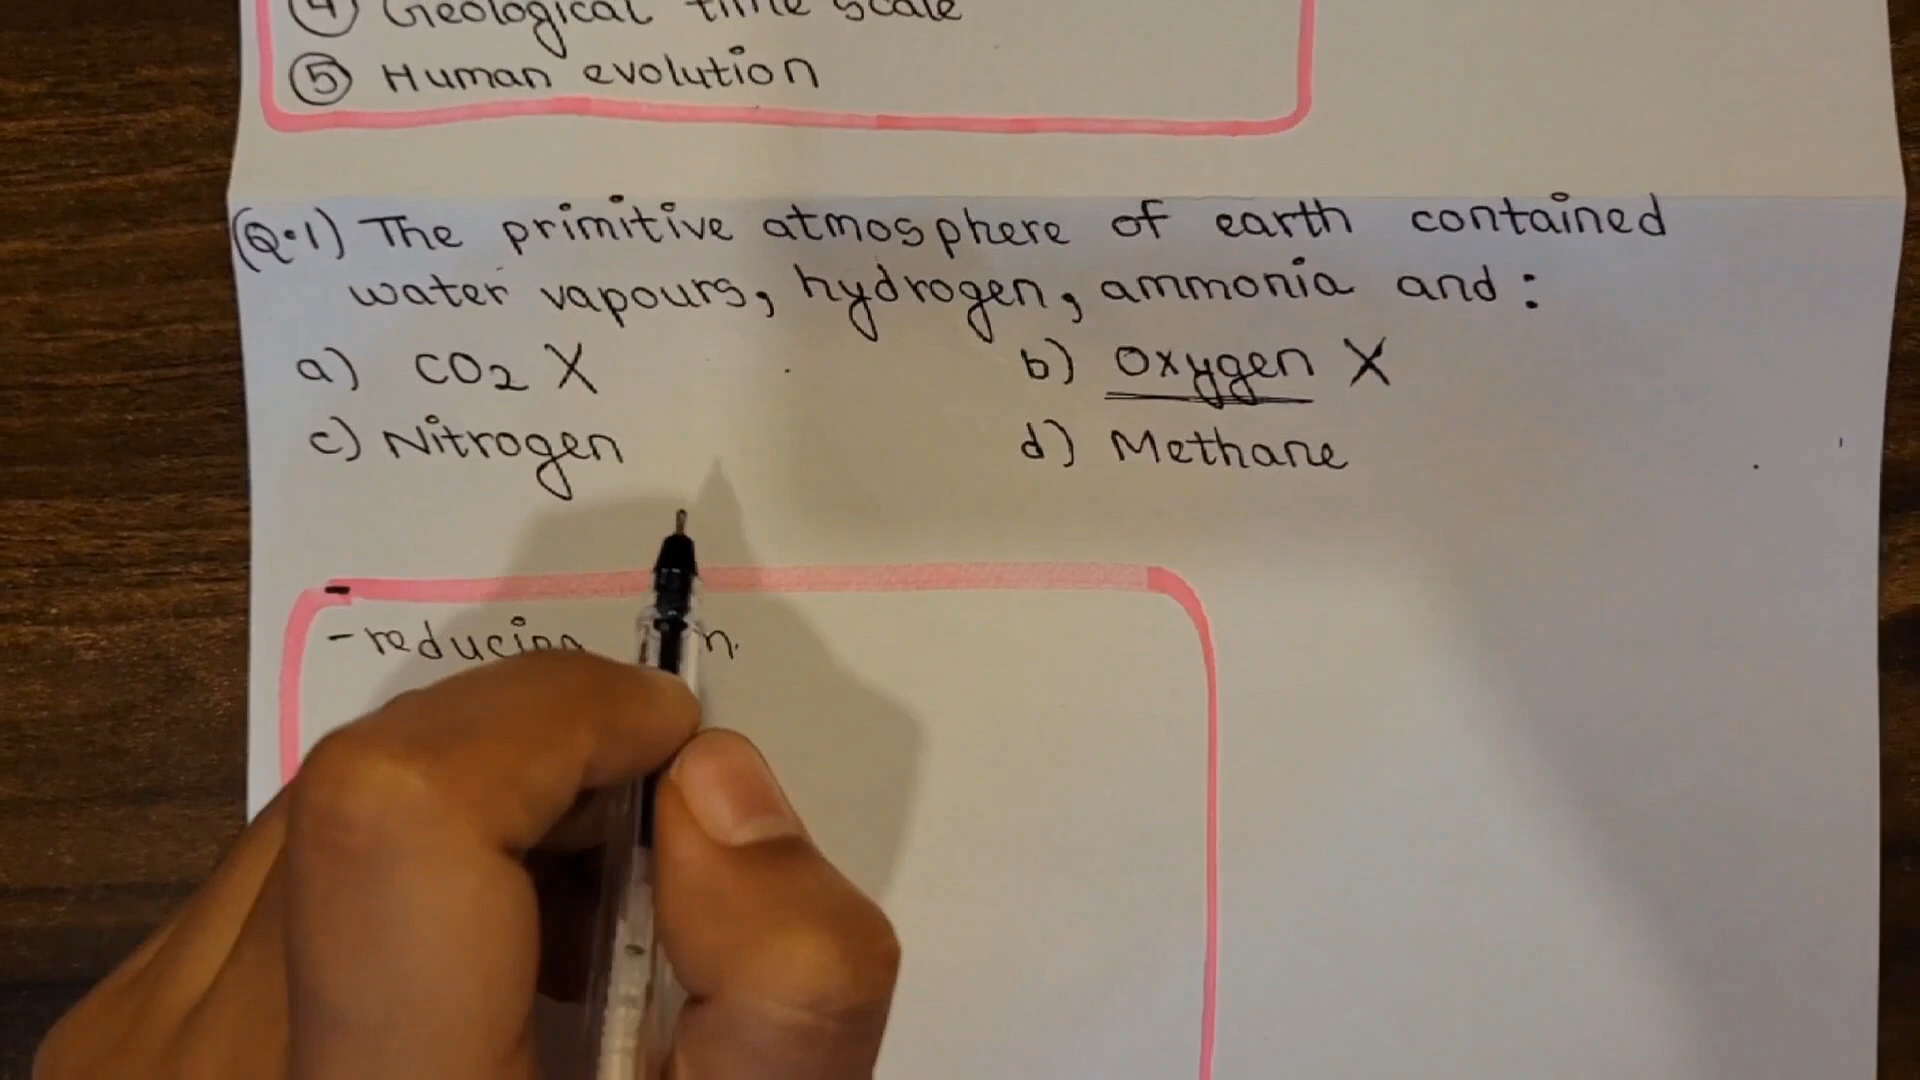 ④ Geological time scale
⑤ Human evolution
(Q.1) The primitive atmosphere of earth contained
water vapours, hydrogen, ammonia and :
a) CO2 X
b) Oxygen X
c) Nitrogen
d) Methane
- reducing